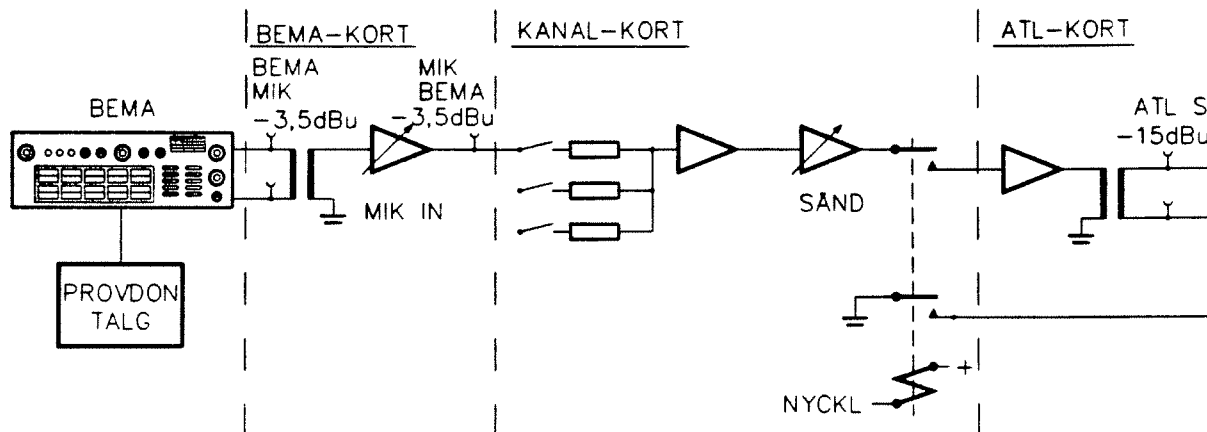 BEMA-KORT
KANAL-KORT
ATL-KORT
BEMA
MIK
-3,5dBu
MIK
BEMA
-3,5dBu
BEMA
ATL S
-15dBu
MIK IN
SÄND
PROVDON
TALG
NYCKL
+